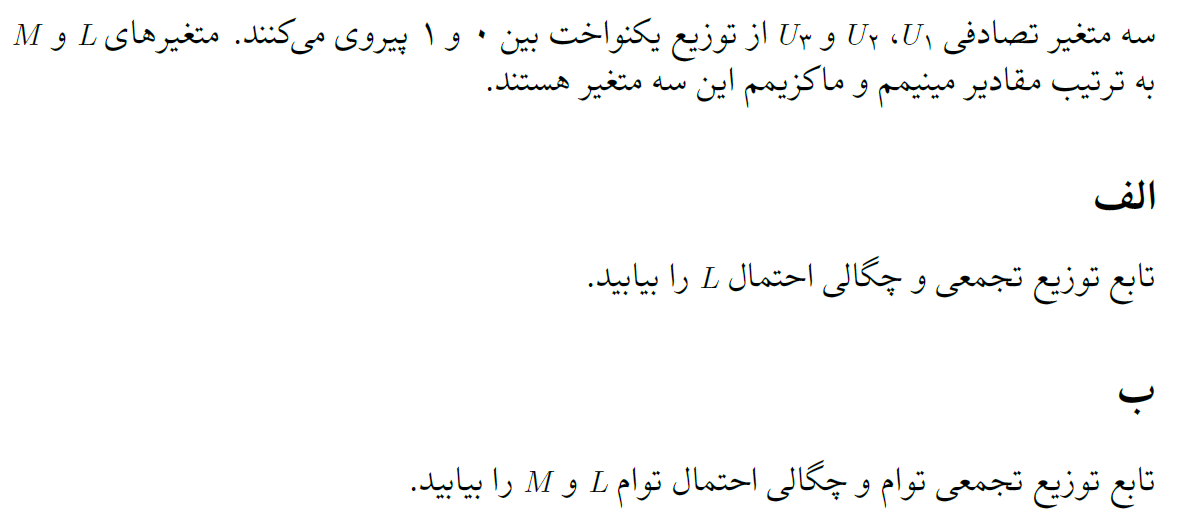 سه متغیر تصادفی U۱، U۲ و U۳ از توزیع یکنواخت بین ۰ و ۱ پیروی می‌کنند. متغیرهای L و M
به ترتیب مقادیر مینیمم و ماکزیمم این سه متغیر هستند.
الف
تابع توزیع تجمعی و چگالی احتمال L را بیابید.
ب
تابع توزیع تجمعی توام و چگالی احتمال توام L و M را بیابید.